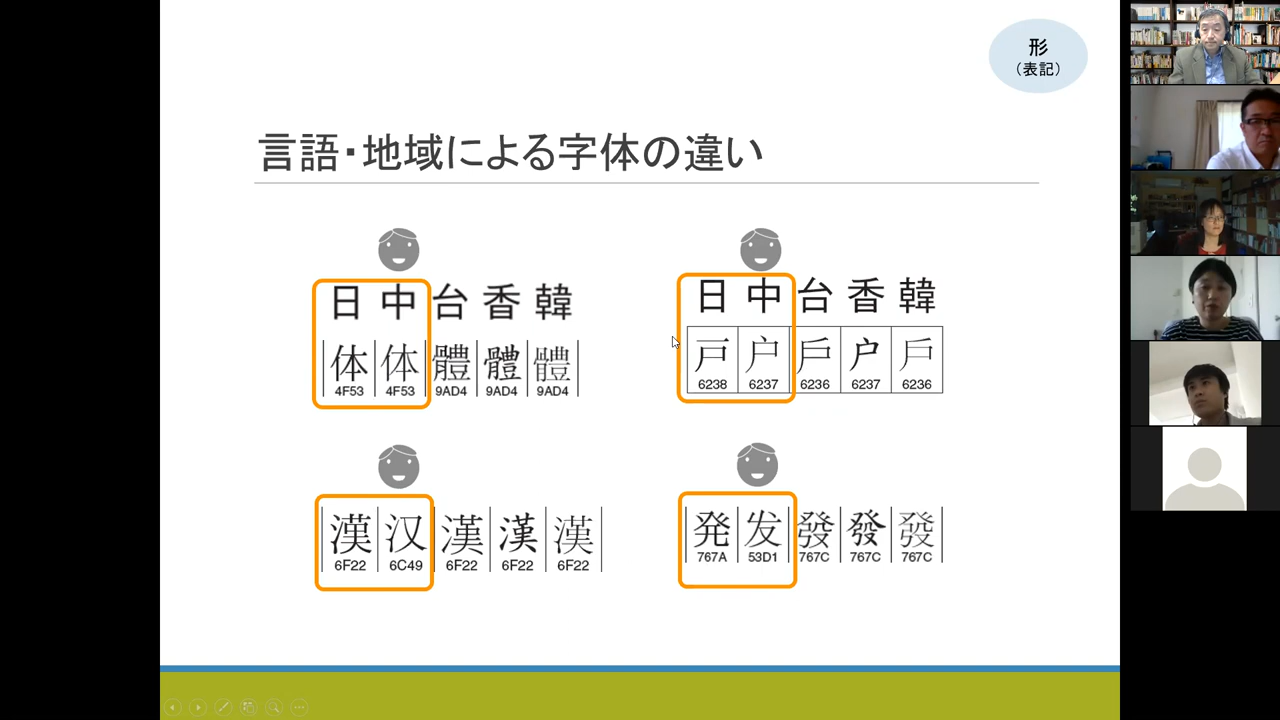 形
（表記）
言語・地域による字体の違い
日 中 台 香 韓
体 体 體 體 體
4F53 4F53 9AD4 9AD4 9AD4
日 中 台 香 韓
戸 户 戶 户 戶
6238 6237 6236 6237 6236
漢 汉 漢 漢 漢
6F22 6C49 6F22 6F22 6F22
発 发 發 發 發
767A 53D1 767C 767C 767C